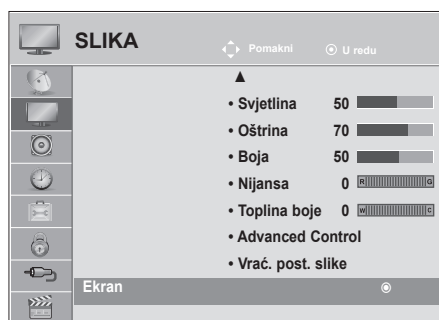 SLIKA
Pomakni U redu
▲
• Svjetlina 50
• Oštrina 70
• Boja 50
• Nijansa 0 R G
• Toplina boje 0 W C
• Advanced Control
• Vrać. post. slike
Ekran